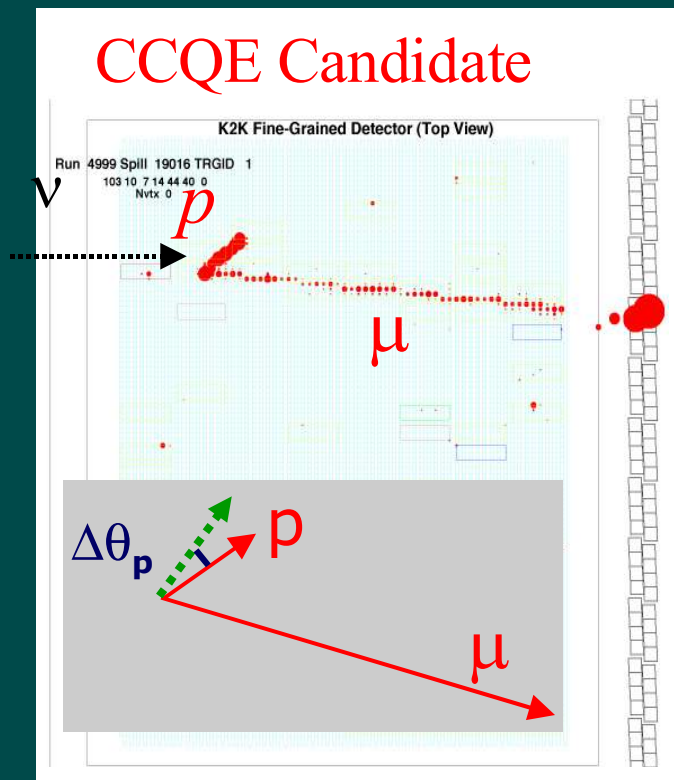 CCQE Candidate
K2K Fine-Grained Detector (Top View)
Run 4999 Spill 19016 TRGID 1
103 10 7 14 44 40 0
Nvtx 0
ν
p
μ
Δθp
p
μ